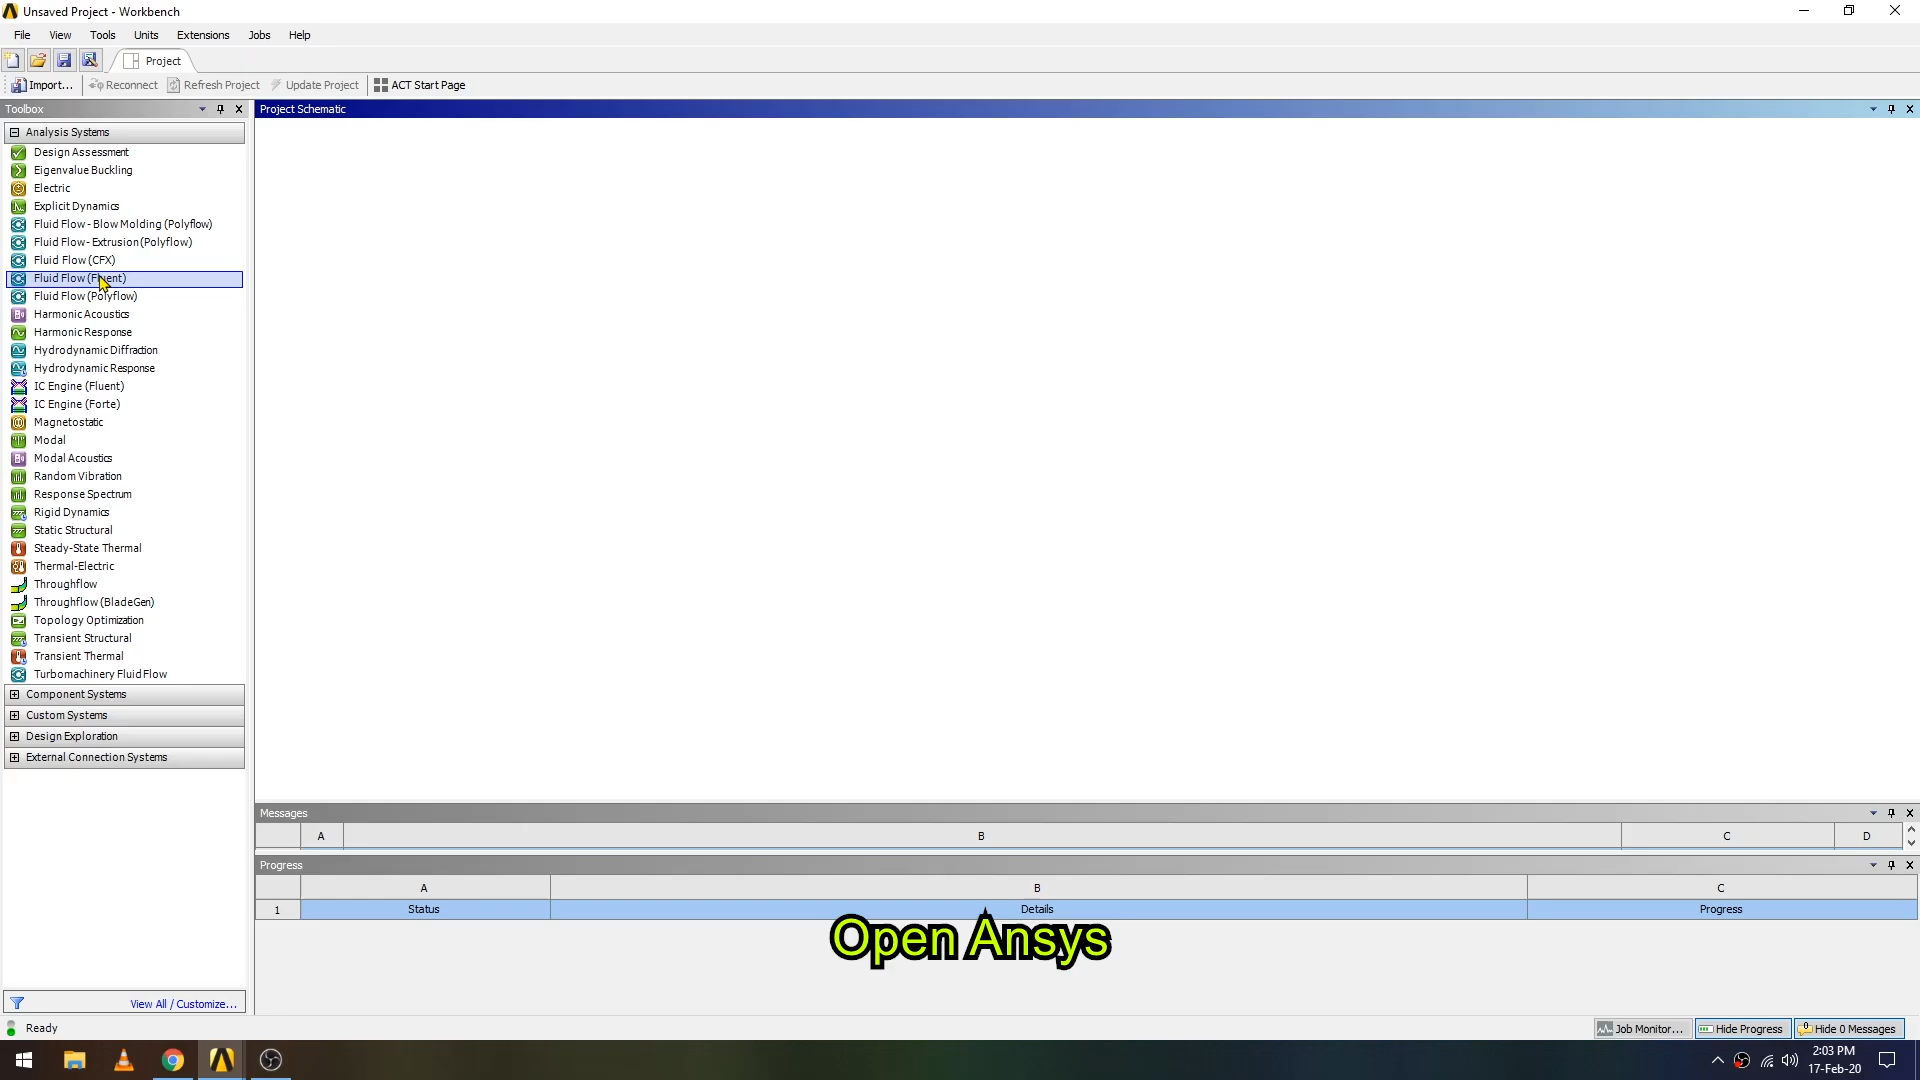 Unsaved Project - Workbench
File View Tools Units Extensions Jobs Help
Project
Import... Reconnect Refresh Project Update Project ACT Start Page
Toolbox
Project Schematic
Analysis Systems
Design Assessment
Eigenvalue Buckling
Electric
Explicit Dynamics
Fluid Flow - Blow Molding (Polyflow)
Fluid Flow - Extrusion (Polyflow)
Fluid Flow (CFX)
Fluid Flow (Fluent)
Fluid Flow (Polyflow)
Harmonic Acoustics
Harmonic Response
Hydrodynamic Diffraction
Hydrodynamic Response
IC Engine (Fluent)
IC Engine (Forte)
Magnetostatic
Modal
Modal Acoustics
Random Vibration
Response Spectrum
Rigid Dynamics
Static Structural
Steady-State Thermal
Thermal-Electric
Throughflow
Throughflow (BladeGen)
Topology Optimization
Transient Structural
Transient Thermal
Turbomachinery Fluid Flow
Component Systems
Custom Systems
Design Exploration
External Connection Systems
View All / Customize...
Messages
A B C D
Progress
A B C
1 Status Details Progress
Open Ansys
Ready
Job Monitor... Hide Progress 0 Hide 0 Messages
2:03 PM
17-Feb-20